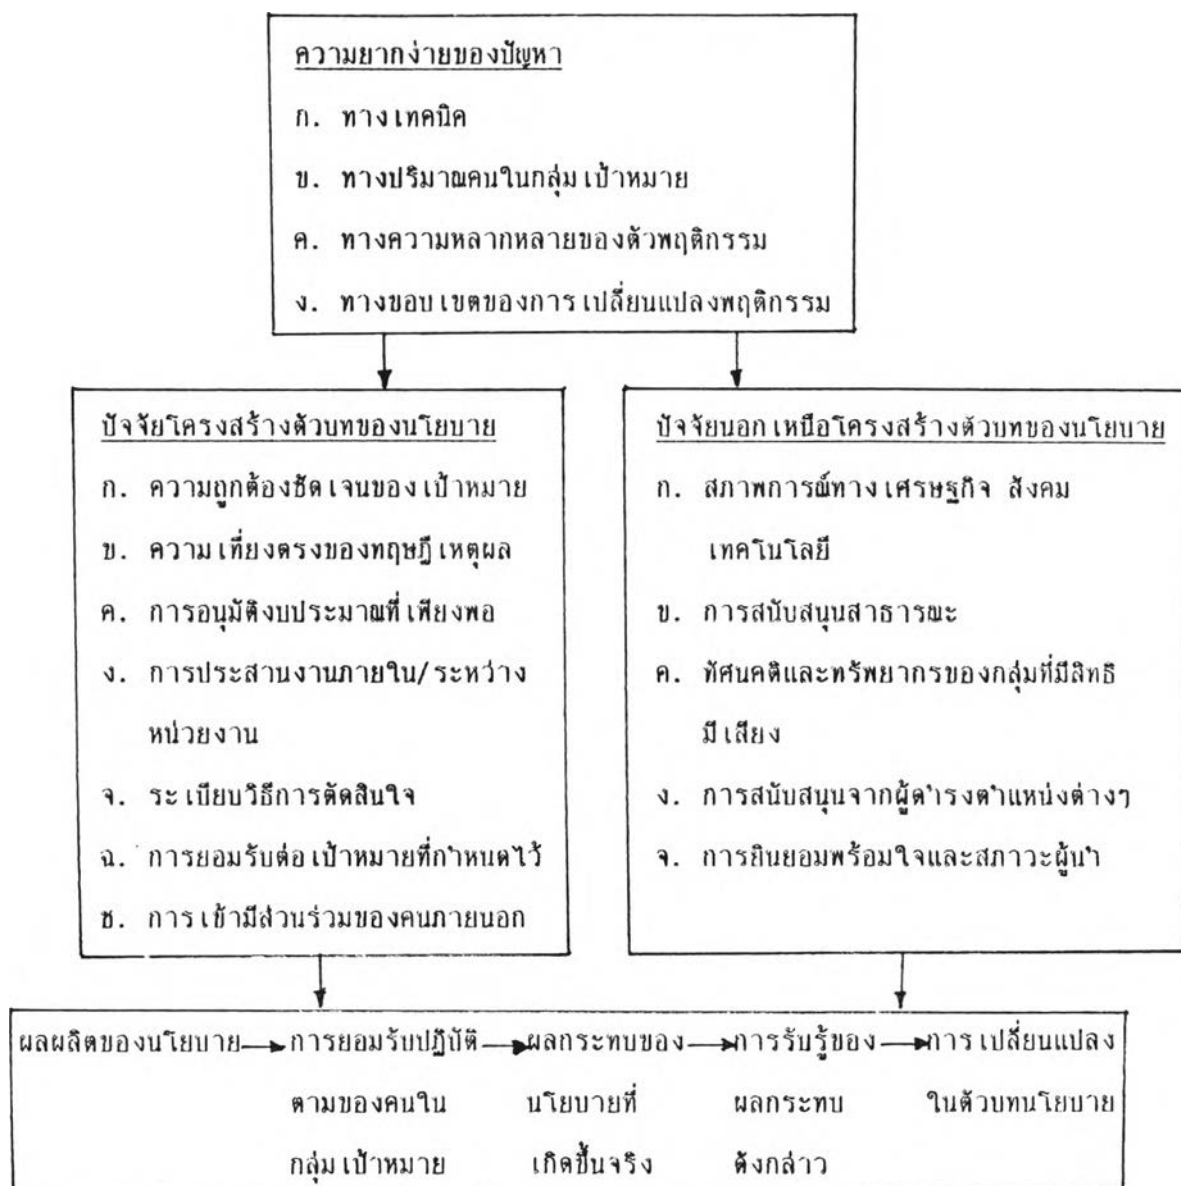 ความยากง่ายของปัญหา
ก. ทางเทคนิค
ข. ทางปริมาณคนในกลุ่มเป้าหมาย
ค. ทางความหลากหลายของตัวพฤติกรรม
ง. ทางขอบเขตของการเปลี่ยนแปลงพฤติกรรม
ปัจจัยโครงสร้างตัวบทของนโยบาย
ก. ความถูกต้องชัดเจนของเป้าหมาย
ข. ความเที่ยงตรงของทฤษฎีเหตุผล
ค. การอนุมัติงบประมาณที่เพียงพอ
ง. การประสานงานภายใน/ระหว่าง
หน่วยงาน
จ. ระเบียบวิธีการตัดสินใจ
ฉ. การยอมรับต่อเป้าหมายที่กำหนดไว้
ช. การเข้ามีส่วนร่วมของคนภายนอก
ปัจจัยนอกเหนือโครงสร้างตัวบทของนโยบาย
ก. สภาพการณ์ทางเศรษฐกิจ สังคม
เทคโนโลยี
ข. การสนับสนุนสาธารณะ
ค. ทัศนคติและทรัพยากรของกลุ่มที่มีสิทธิ
มีเสียง
ง. การสนับสนุนจากผู้ดำรงตำแหน่งต่างๆ
จ. การยินยอมพร้อมใจและสภาวะผู้นำ
ผลผลิตของนโยบาย
การยอมรับปฏิบัติ
ตามของคนใน
กลุ่มเป้าหมาย
ผลกระทบของ
นโยบายที่
เกิดขึ้นจริง
การรับรู้ของ
ผลกระทบ
ดังกล่าว
การเปลี่ยนแปลง
ในตัวบทนโยบาย